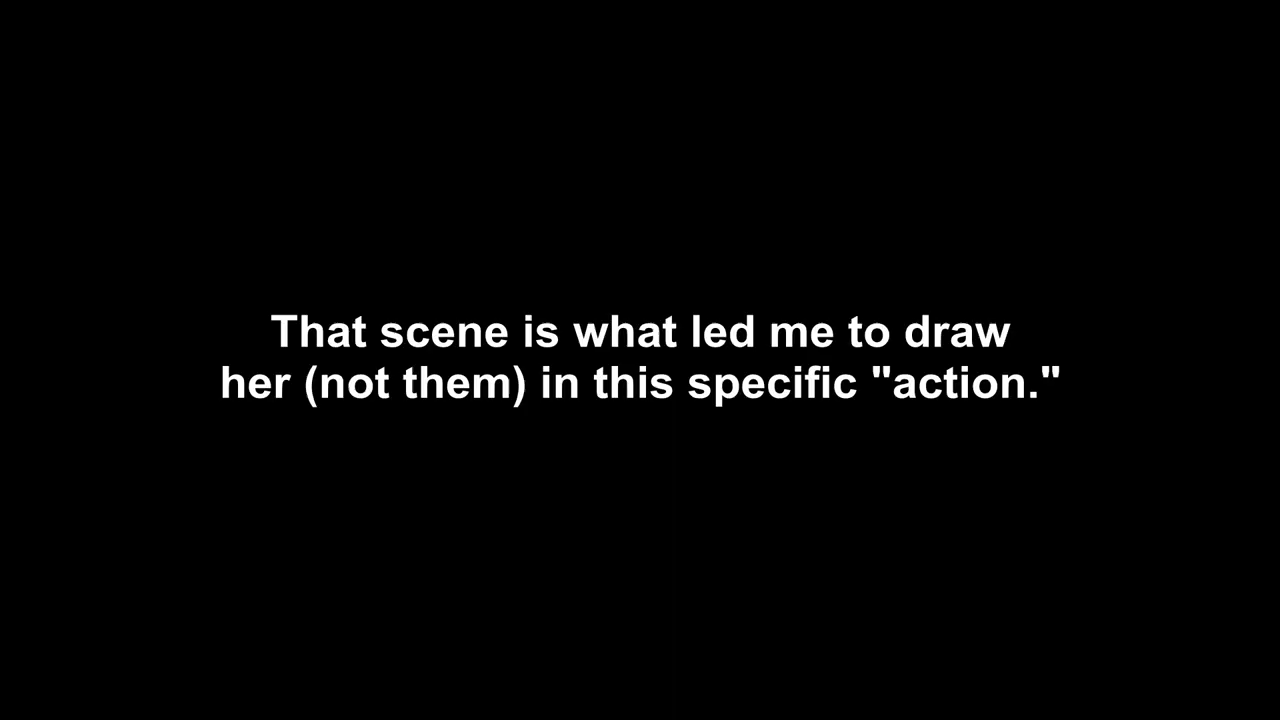 That scene is what led me to draw
her (not them) in this specific "action."